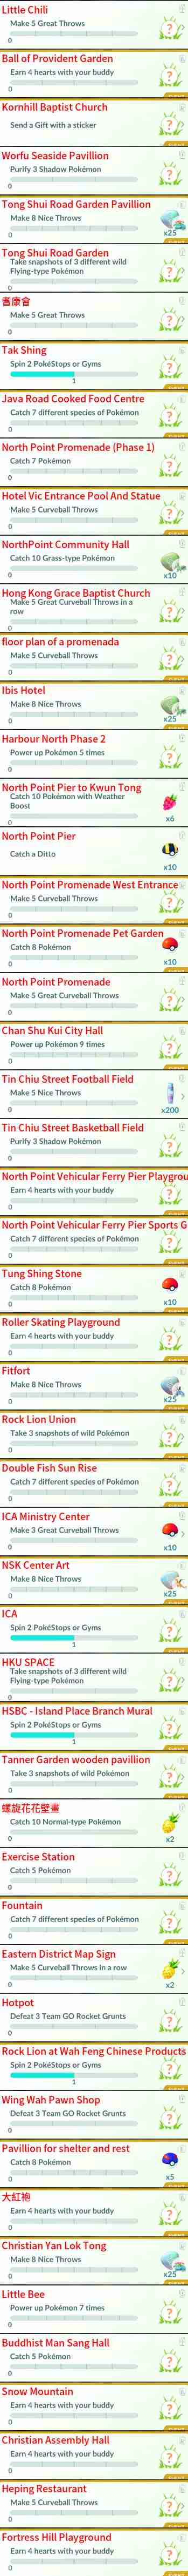 Little Chili
Make 5 Great Throws
0
Ball of Provident Garden
Earn 4 hearts with your buddy
0
Kornhill Baptist Church
Send a Gift with a sticker
0
Worfu Seaside Pavillion
Purify 3 Shadow Pokémon
0
Tong Shui Road Garden Pavillion
Make 8 Nice Throws
0
x25
Tong Shui Road Garden
Take snapshots of 3 different wild
Flying-type Pokémon
0
耆康會
Make 5 Great Throws
0
Tak Shing
Spin 2 PokéStops or Gyms
1
Java Road Cooked Food Centre
Catch 7 different species of Pokémon
0
North Point Promenade (Phase 1)
Catch 7 Pokémon
0
Hotel Vic Entrance Pool And Statue
Make 5 Curveball Throws
0
NorthPoint Community Hall
Catch 10 Grass-type Pokémon
0
x10
Hong Kong Grace Baptist Church
Make 5 Great Curveball Throws in a
row
0
floor plan of a promenada
Make 5 Curveball Throws
0
Ibis Hotel
Make 8 Nice Throws
0
x25
Harbour North Phase 2
Power up Pokémon 5 times
0
North Point Pier to Kwun Tong
Catch 10 Pokémon with Weather
Boost
0
x6
North Point Pier
Catch a Ditto
0
x10
North Point Promenade West Entrance
Make 5 Curveball Throws
0
North Point Promenade Pet Garden
Catch 8 Pokémon
0
x10
North Point Promenade
Make 5 Great Curveball Throws
0
Chan Shu Kui City Hall
Power up Pokémon 9 times
0
Tin Chiu Street Football Field
Make 5 Nice Throws
0
x200
Tin Chiu Street Basketball Field
Purify 3 Shadow Pokémon
0
North Point Vehicular Ferry Pier Playgrou
Earn 4 hearts with your buddy
0
North Point Vehicular Ferry Pier Sports G
Catch 7 different species of Pokémon
0
Tung Shing Stone
Catch 8 Pokémon
0
x10
Roller Skating Playground
Earn 4 hearts with your buddy
0
Fitfort
Make 8 Nice Throws
0
x25
Rock Lion Union
Take 3 snapshots of wild Pokémon
0
Double Fish Sun Rise
Catch 7 different species of Pokémon
0
ICA Ministry Center
Make 3 Great Curveball Throws
0
x10
NSK Center Art
Make 8 Nice Throws
0
x25
ICA
Spin 2 PokéStops or Gyms
1
HKU SPACE
Take snapshots of 3 different wild
Flying-type Pokémon
0
HSBC - Island Place Branch Mural
Spin 2 PokéStops or Gyms
1
Tanner Garden wooden pavillion
Take 3 snapshots of wild Pokémon
0
螺旋花花壁畫
Catch 10 Normal-type Pokémon
0
x2
Exercise Station
Catch 5 Pokémon
0
Fountain
Catch 7 different species of Pokémon
0
Eastern District Map Sign
Make 5 Curveball Throws in a row
0
x2
Hotpot
Defeat 3 Team GO Rocket Grunts
0
Rock Lion at Wah Feng Chinese Products
Spin 2 PokéStops or Gyms
1
Wing Wah Pawn Shop
Defeat 3 Team GO Rocket Grunts
0
Pavillion for shelter and rest
Catch 8 Pokémon
0
x5
大紅袍
Earn 4 hearts with your buddy
0
Christian Yan Lok Tong
Make 8 Nice Throws
0
x25
Little Bee
Power up Pokémon 7 times
0
Buddhist Man Sang Hall
Catch 5 Pokémon
0
Snow Mountain
Earn 4 hearts with your buddy
0
Christian Assembly Hall
Earn 4 hearts with your buddy
0
Heping Restaurant
Make 5 Curveball Throws
0
Fortress Hill Playground
Earn 4 hearts with your buddy
0